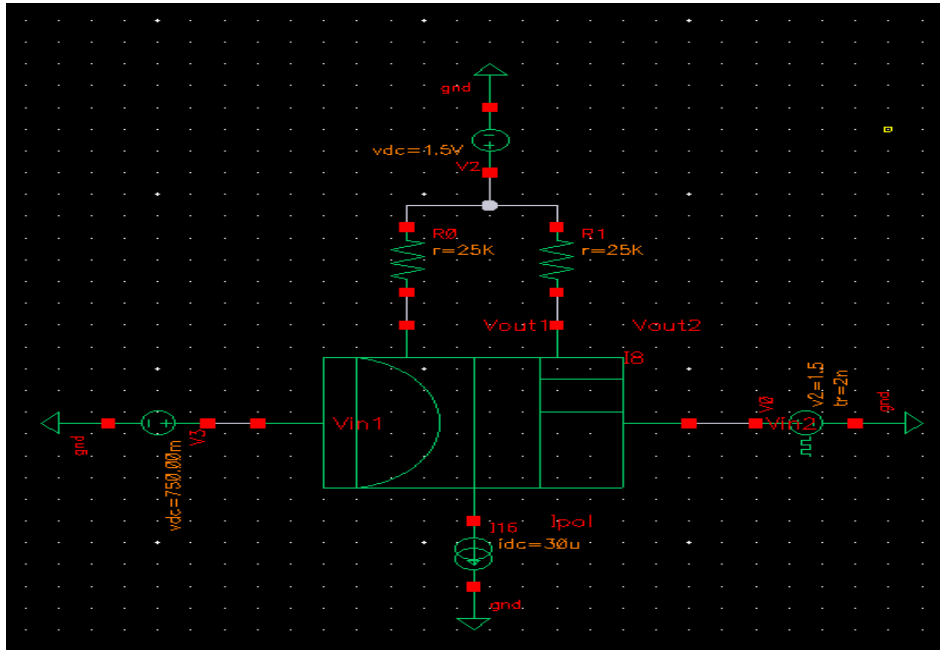 gnd
vdc=1.5V
V2
R0
r=25K
R1
r=25K
Vout1
Vout2
I8
Vin1
gnd
V3
vdc=750.00m
V0
Vin2
v2=1.5
tr=2n
gnd
I16
Ipol
idc=30u
gnd